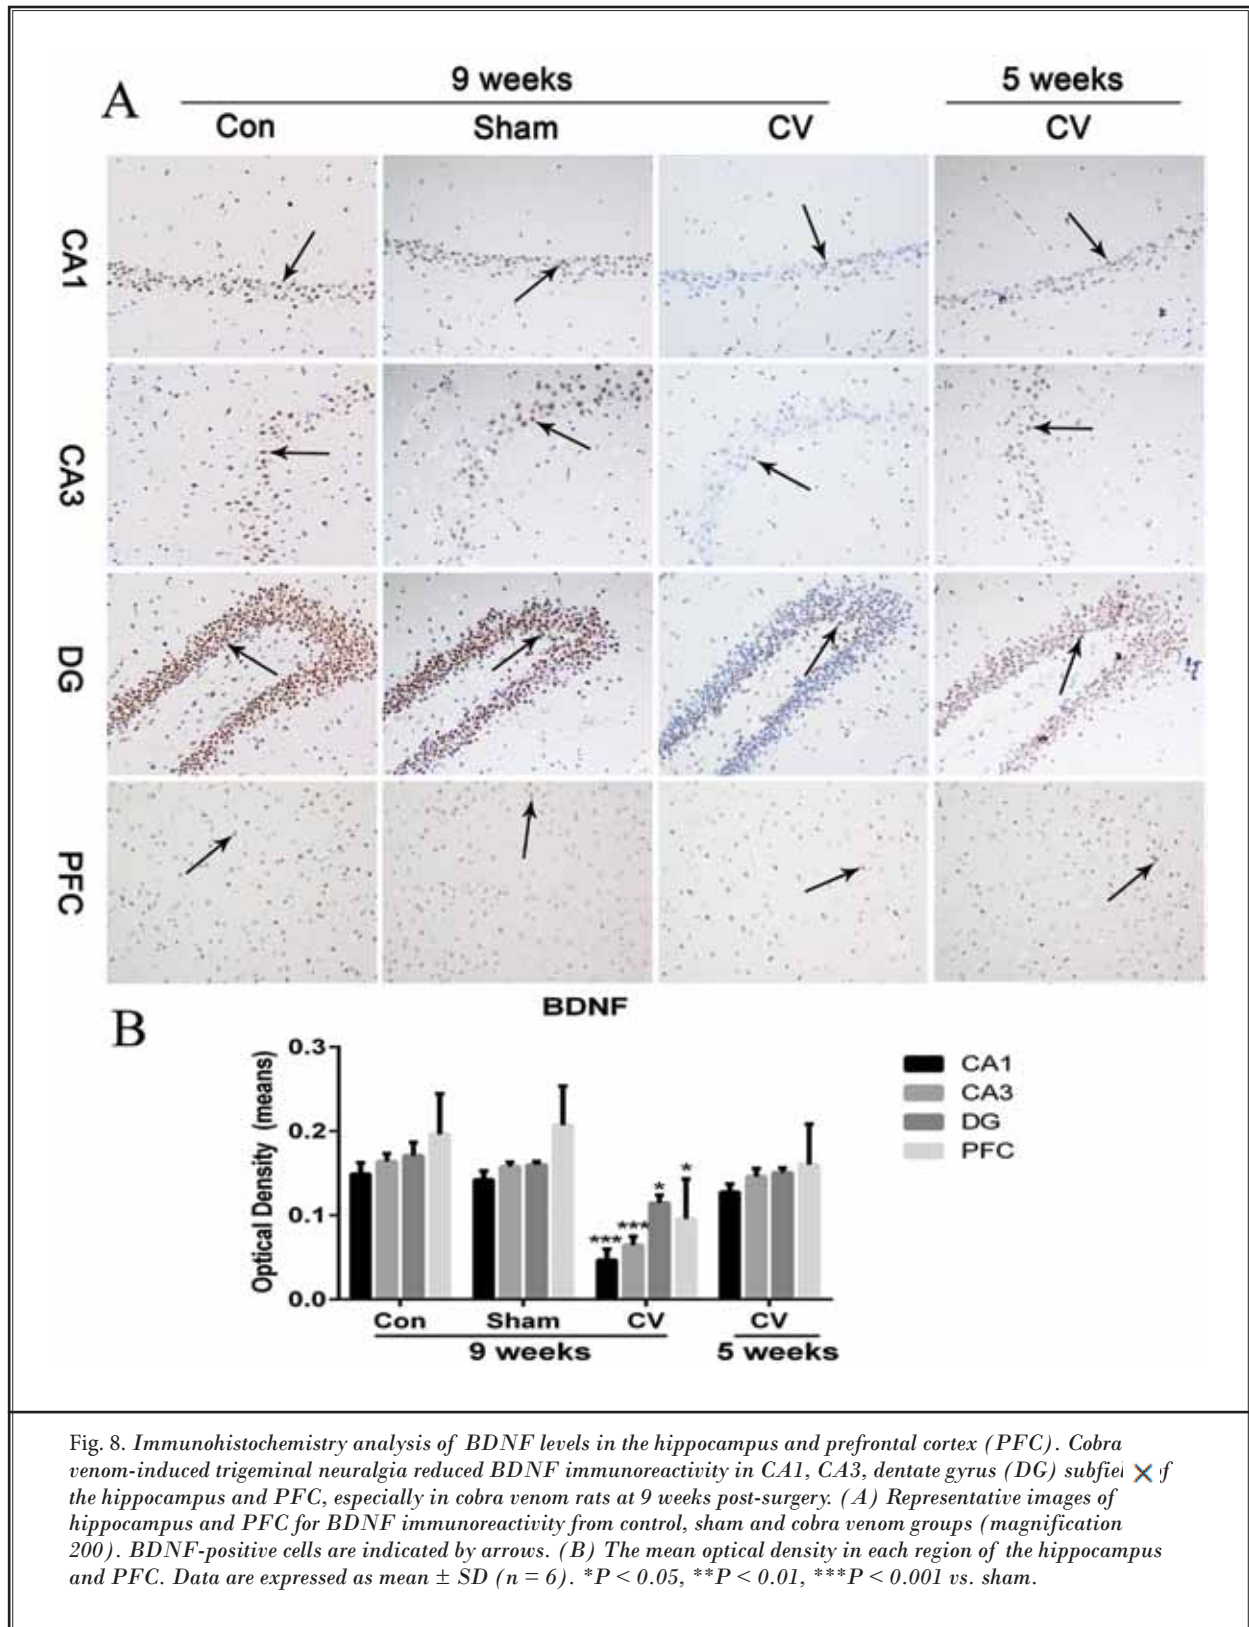 A
9 weeks
5 weeks
Con
Sham
CV
CV
CA1
CA3
DG
PFC
B
BDNF
Optical Density (means)
0.3
0.2
0.1
0.0
*** *** * *
Con
Sham
CV
CV
9 weeks
5 weeks
CA1
CA3
DG
PFC
Fig. 8. Immunohistochemistry analysis of BDNF levels in the hippocampus and prefrontal cortex (PFC). Cobra
venom-induced trigeminal neuralgia reduced BDNF immunoreactivity in CA1, CA3, dentate gyrus (DG)
the hippocampus and PFC, especially in cobra venom rats at 9 weeks post-surgery. (A) Representative images of
hippocampus and PFC for BDNF immunoreactivity from control, sham and cobra venom groups (magnification
200). BDNF-positive cells are indicated by arrows. (B) The mean optical density in each region of the hippocampus
and PFC. Data are expressed as mean ± SD (n = 6). *P < 0.05, **P < 0.01, ***P < 0.001 vs. sham.